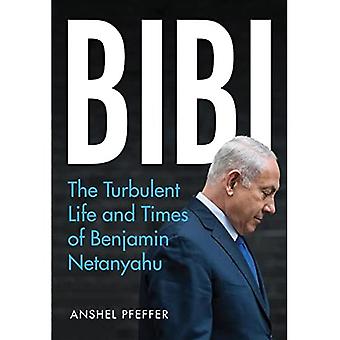 BIBI
The Turbulent
Life and Times
of Benjamin
Netanyahu
ANSHEL PFEFFER